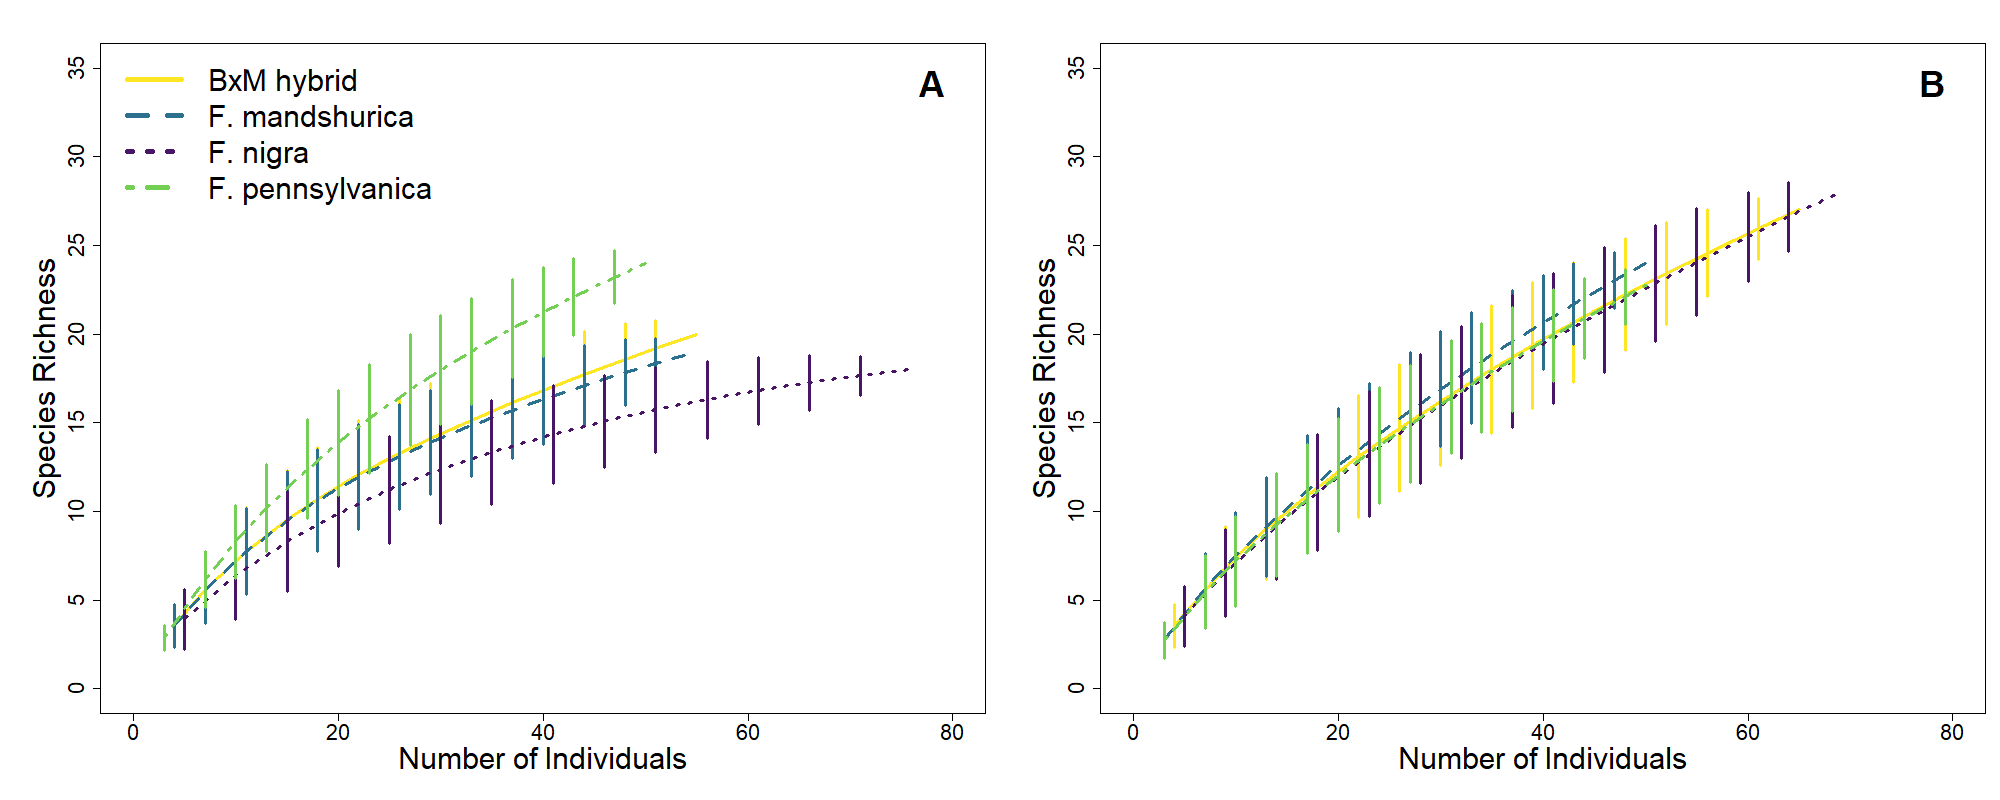 A
BxM hybrid
F. mandshurica
F. nigra
F. pennsylvanica
Species Richness
0
5
10
15
20
25
30
35
0 20 40 60 80
Number of Individuals
B
Species Richness
0
5
10
15
20
25
30
35
0 20 40 60 80
Number of Individuals